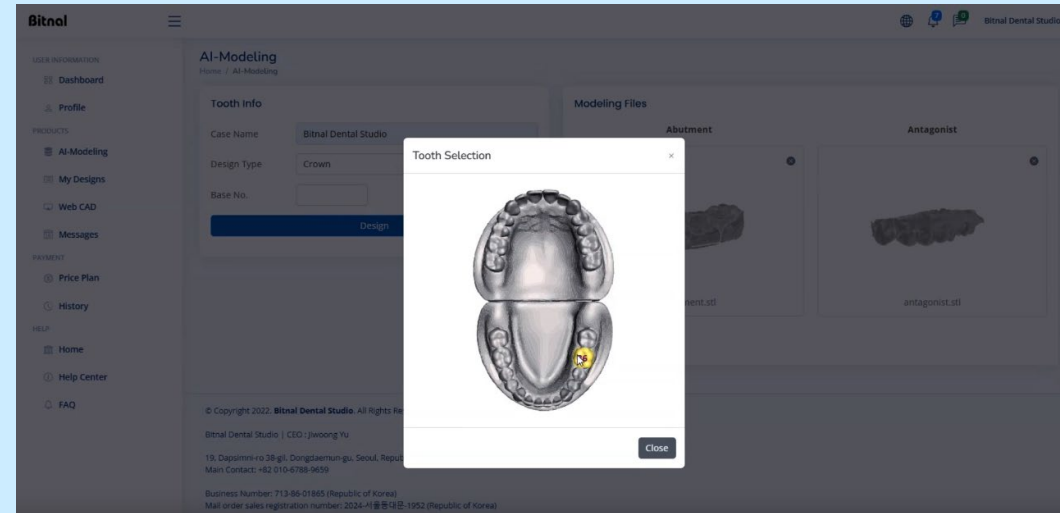 Bitnal
7
Bitnal Dental Studio
USER INFORMATION
Dashboard
Profile
PRODUCTS
AI-Modeling
My Designs
Web CAD
Messages
PAYMENT
Price Plan
History
HELP
Home
Help Center
FAQ
AI-Modeling
Home / AI-Modeling
Tooth Info
Case Name
Bitnal Dental Studio
Design Type
Crown
Base No.
Design
Modeling Files
Abutment
Antagonist
antagonist.stl
Tooth Selection
×
Close
© Copyright 2022. Bitnal Dental Studio. All Rights Re
Bitnal Dental Studio | CEO : Jiwoong Yu
19, Dapsimni-ro 38-gil, Dongdaemun-gu, Seoul, Repub
Main Contact: +82 010-6788-9659
Business Number: 713-86-01865 (Republic of Korea)
Mail order sales registration number: 2024-서울동대문-1952 (Republic of Korea)